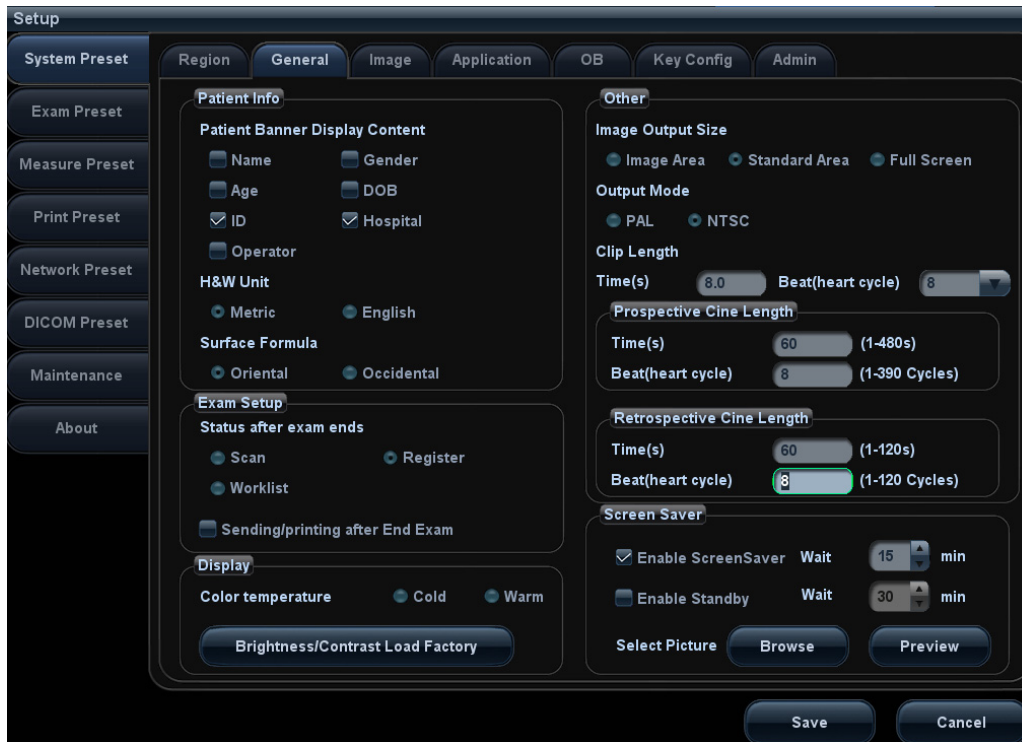 Setup
System Preset
Exam Preset
Measure Preset
Print Preset
Network Preset
DICOM Preset
Maintenance
About
Region General Image Application OB Key Config Admin
Patient Info
Patient Banner Display Content
Name Gender
Age DOB
ID Hospital
Operator
H&W Unit
Metric English
Surface Formula
Oriental Occidental
Exam Setup
Status after exam ends
Scan Register
Worklist
Sending/printing after End Exam
Display
Color temperature Cold Warm
Brightness/Contrast Load Factory
Other
Image Output Size
Image Area Standard Area Full Screen
Output Mode
PAL NTSC
Clip Length
Time(s) 8.0 Beat(heart cycle) 8
Prospective Cine Length
Time(s) 60 (1-480s)
Beat(heart cycle) 8 (1-390 Cycles)
Retrospective Cine Length
Time(s) 60 (1-120s)
Beat(heart cycle) 8 (1-120 Cycles)
Screen Saver
Enable ScreenSaver Wait 15 min
Enable Standby Wait 30 min
Select Picture Browse Preview
Save Cancel